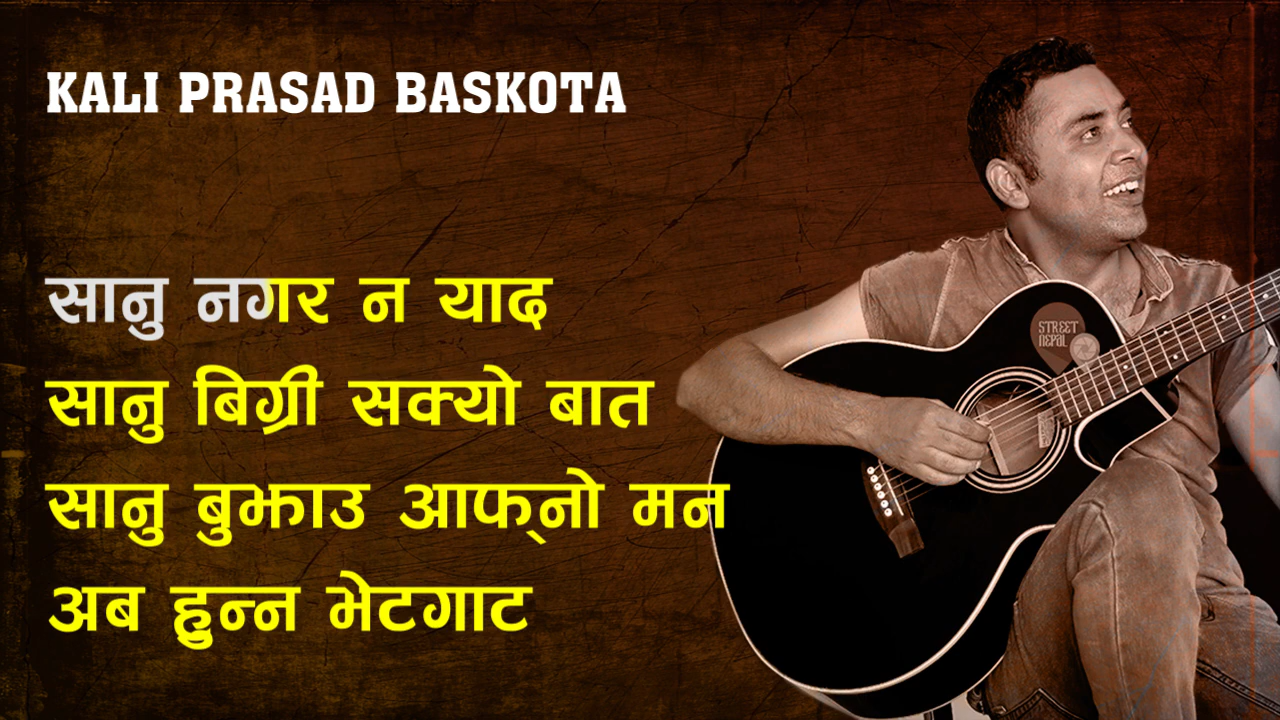 KALI PRASAD BASKOTA
सानु नगर न याद
सानु बिग्री सक्यो बात
सानु बुझाउ आफ्नो मन
अब हुन्न भेटगाट
STREET
NEPAL